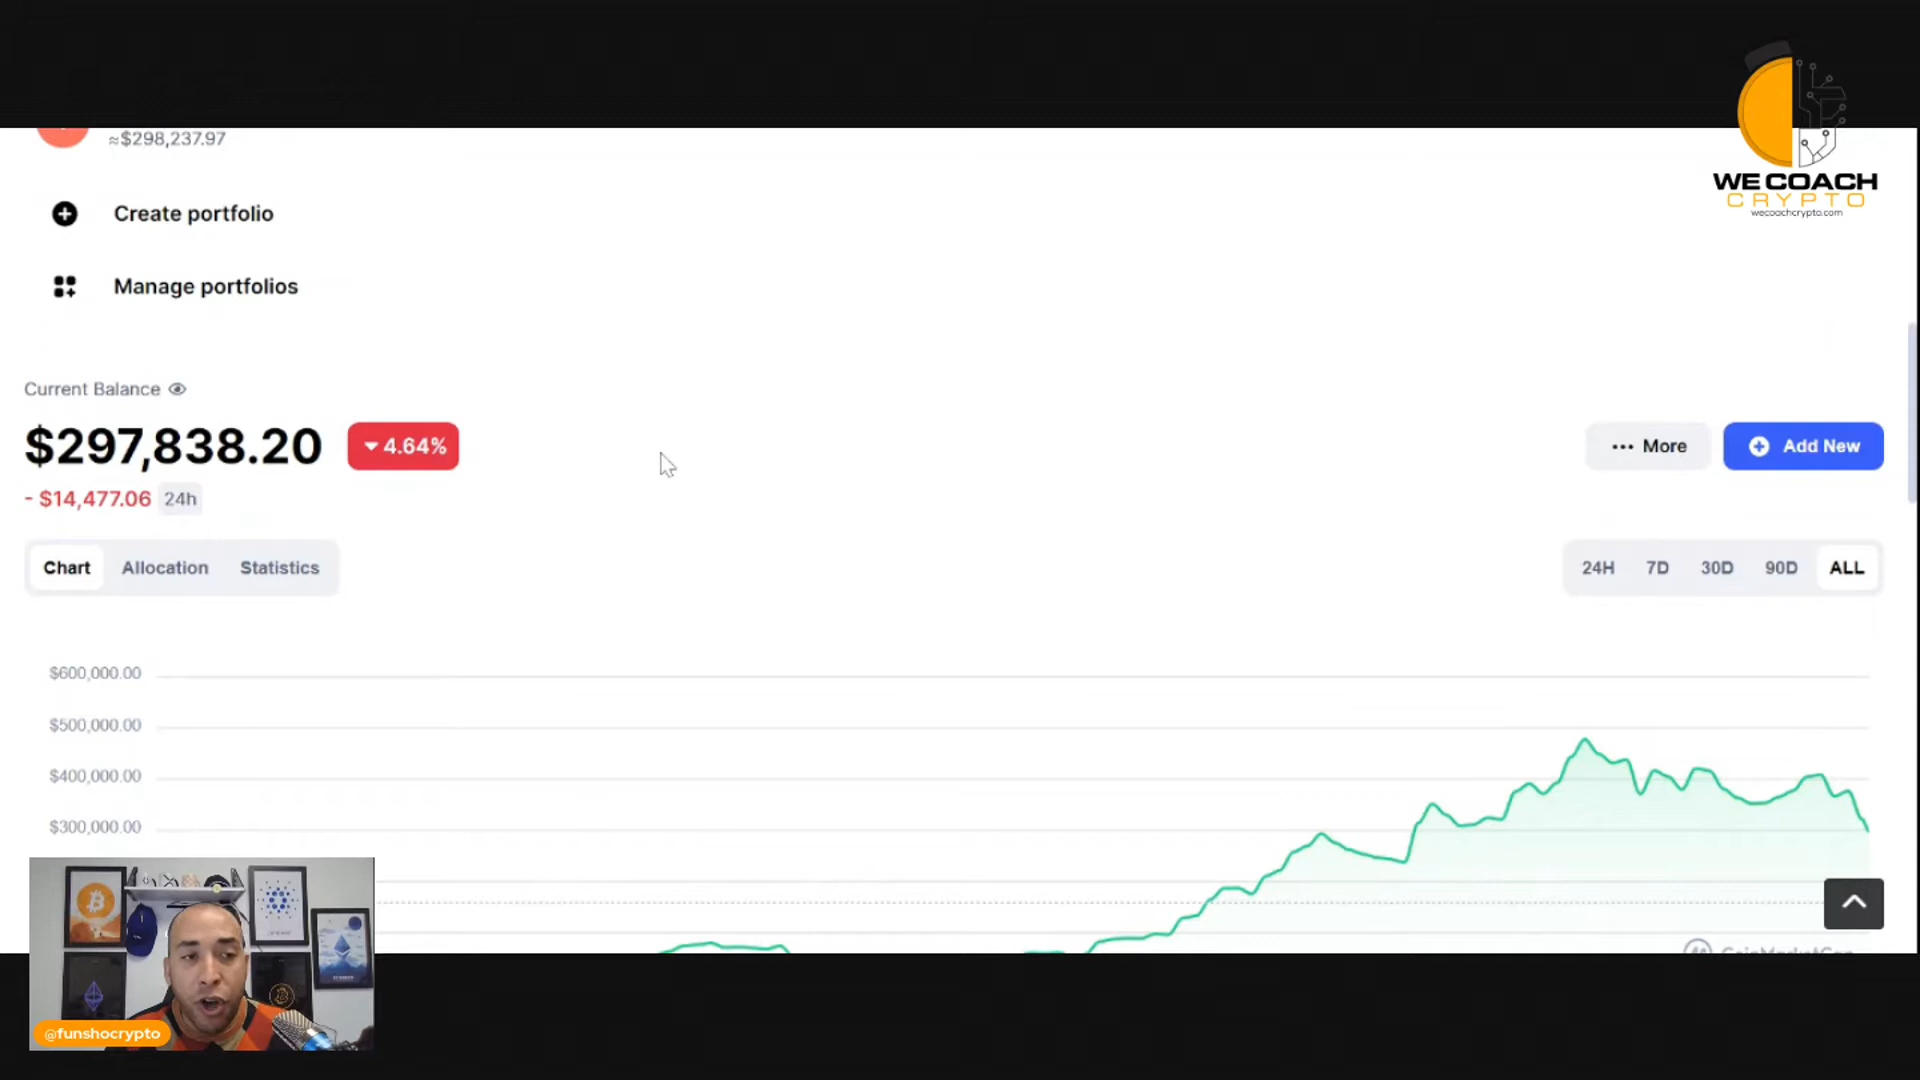 WE COACH
CRYPTO
wecoachcrypto.com
≈$298,237.97
Create portfolio
Manage portfolios
Current Balance
$297,838.20
4.64%
More
Add New
- $14,477.06 24h
Chart Allocation Statistics
24H 7D 30D 90D ALL
$600,000.00
$500,000.00
$400,000.00
$300,000.00
CoinMarketCap
@funshocrypto